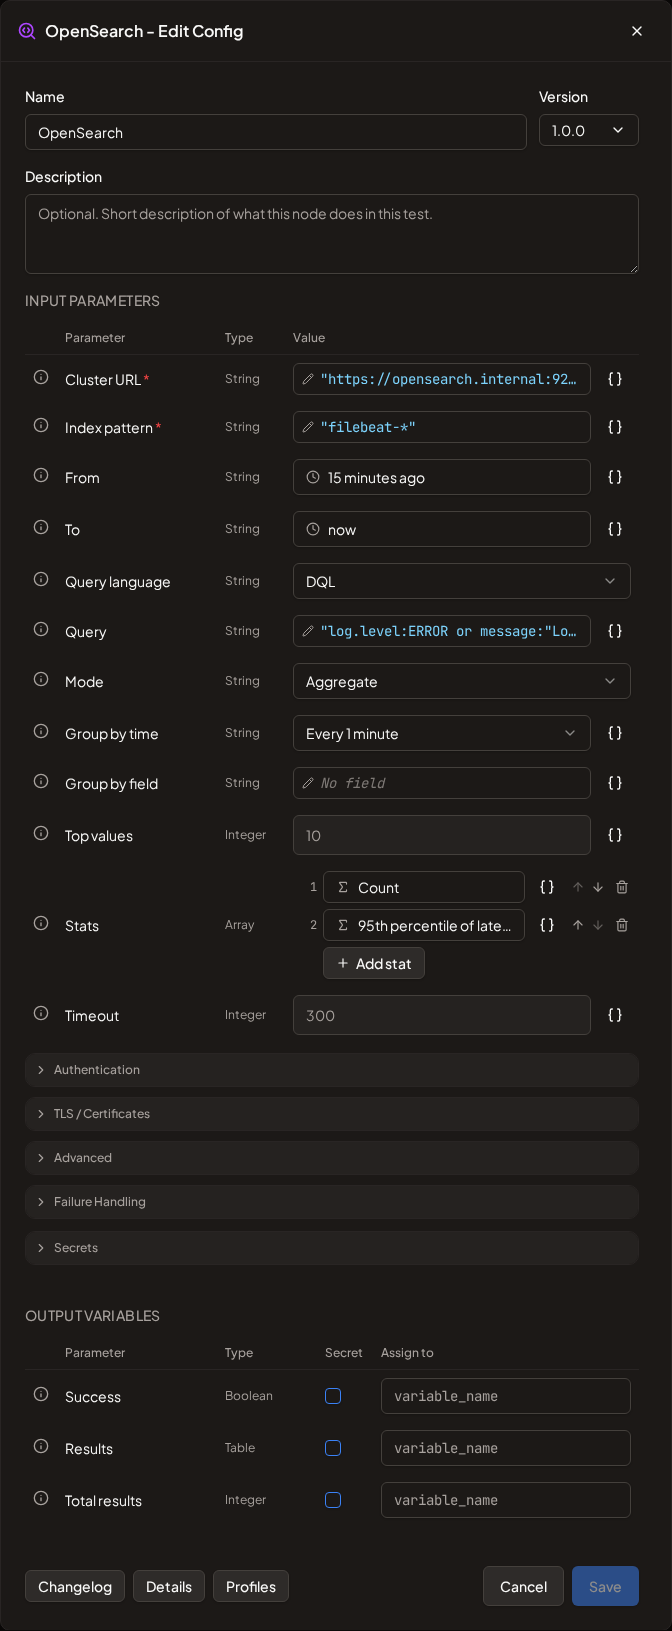 OpenSearch - Edit Config
Name
Version
OpenSearch
1.0.0
Description
Optional. Short description of what this node does in this test.
INPUT PARAMETERS
Parameter Type Value
Cluster URL * String "https://opensearch.internal:92… {}
Index pattern * String "filebeat-*" {}
From String 15 minutes ago {}
To String now {}
Query language String DQL
Query String "log.level:ERROR or message:"Lo… {}
Mode String Aggregate
Group by time String Every 1 minute {}
Group by field String No field {}
Top values Integer 10 {}
1 Σ Count {}
Stats Array 2 Σ 95th percentile of late… {}
+ Add stat
Timeout Integer 300 {}
Authentication
TLS / Certificates
Advanced
Failure Handling
Secrets
OUTPUT VARIABLES
Parameter Type Secret Assign to
Success Boolean variable_name
Results Table variable_name
Total results Integer variable_name
Changelog Details Profiles Cancel Save